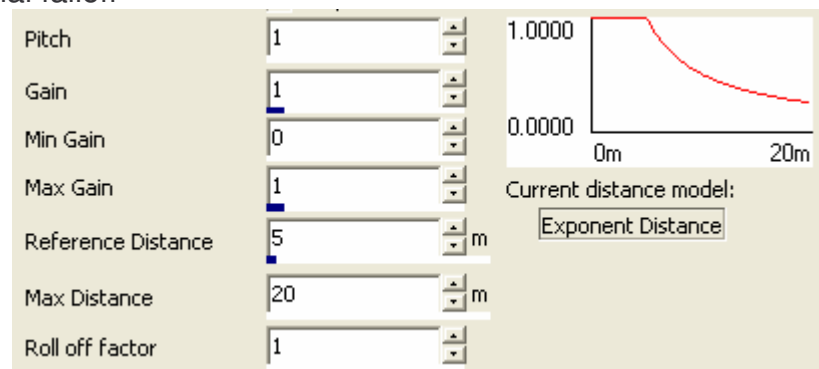 Pitch 1
Gain 1
Min Gain 0
Max Gain 1
Reference Distance 5 m
Max Distance 20 m
Roll off factor 1
1.0000
0.0000
0m 20m
Current distance model:
Exponent Distance